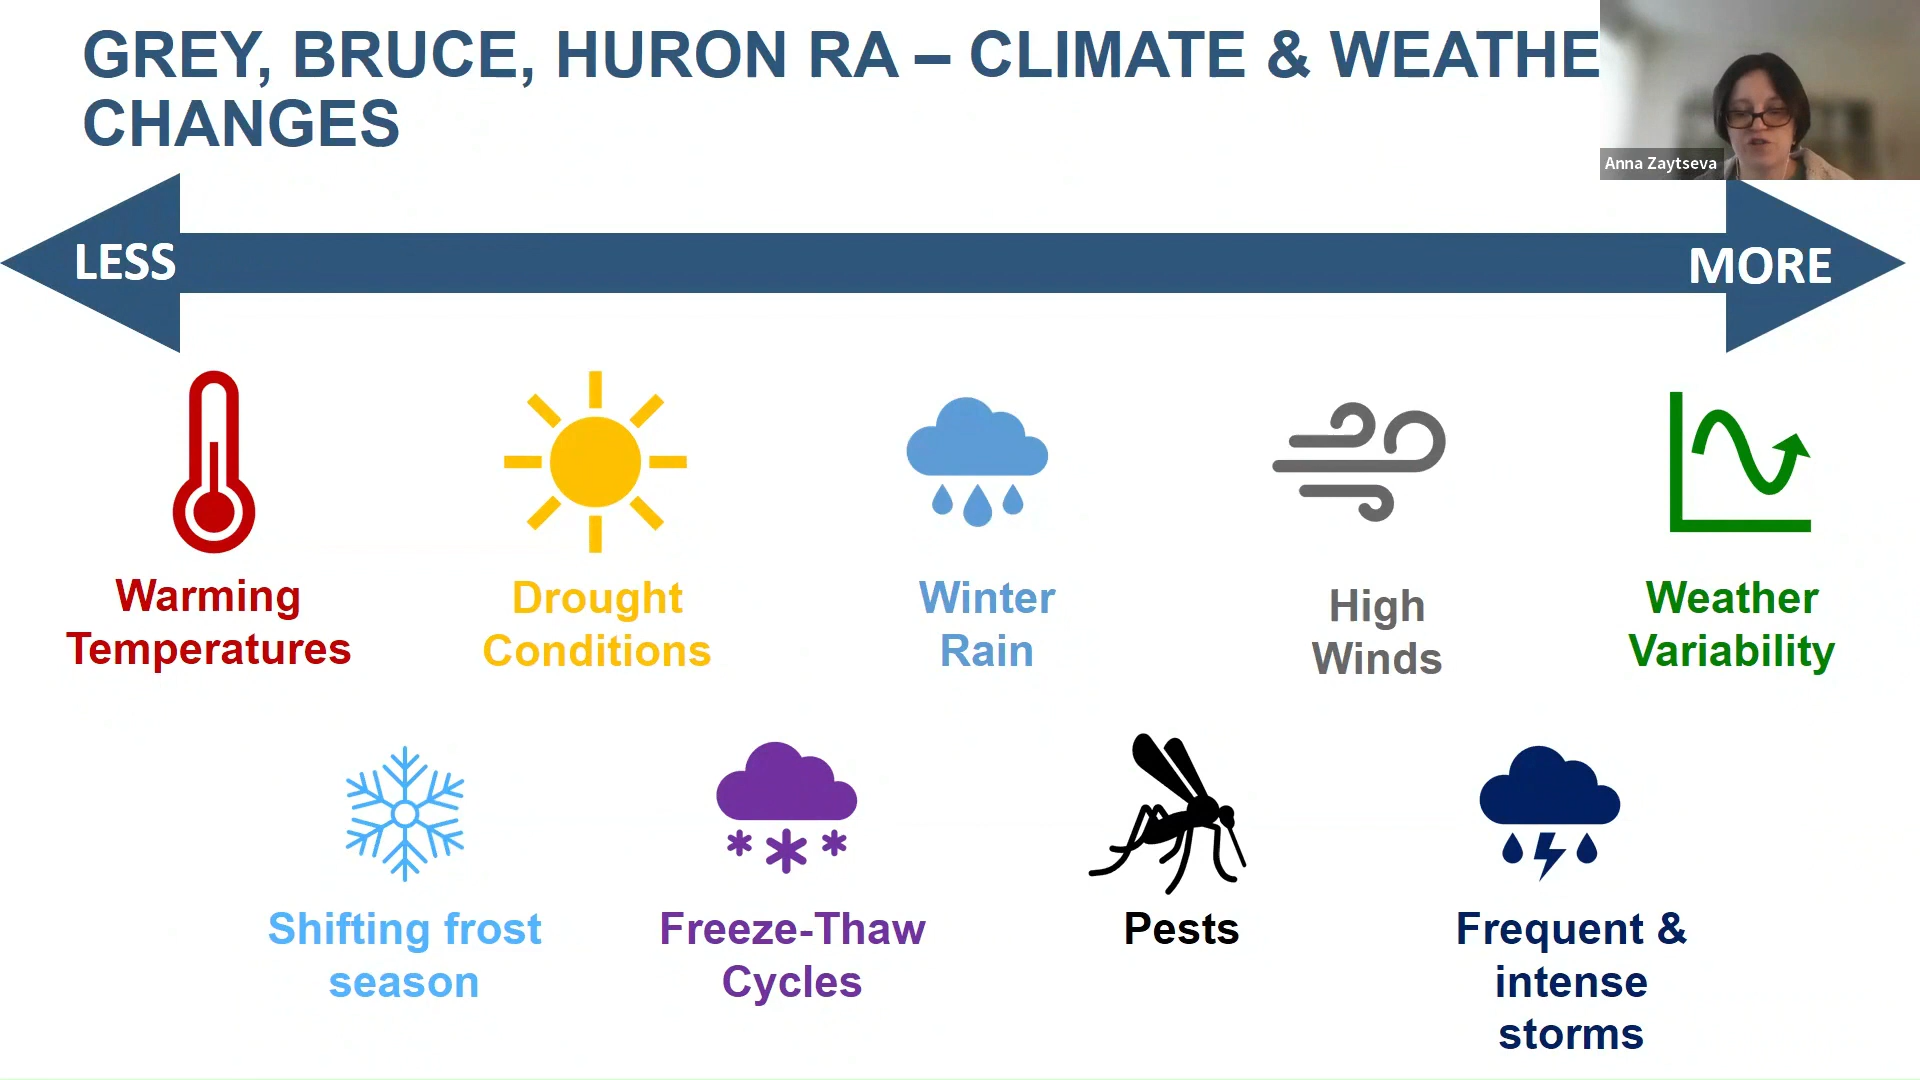 GREY, BRUCE, HURON RA – CLIMATE & WEATHE
CHANGES
Anna Zaytseva
LESS
MORE
Warming
Temperatures
Drought
Conditions
Winter
Rain
High
Winds
Weather
Variability
Shifting frost
season
Freeze-Thaw
Cycles
Pests
Frequent &
intense
storms